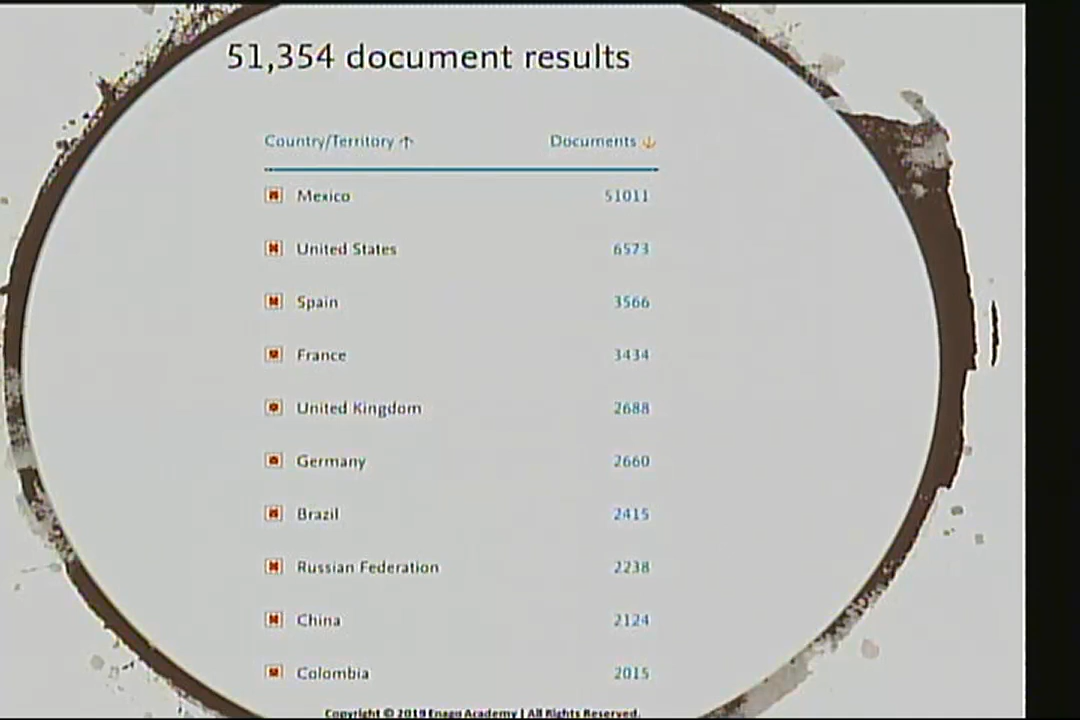 51,354 document results
Country/Territory ↑ Documents ↓
Mexico 51011
United States 6573
Spain 3566
France 3434
United Kingdom 2688
Germany 2660
Brazil 2415
Russian Federation 2238
China 2124
Colombia 2015
Copyright © 2019 Enago Academy | All Rights Reserved.